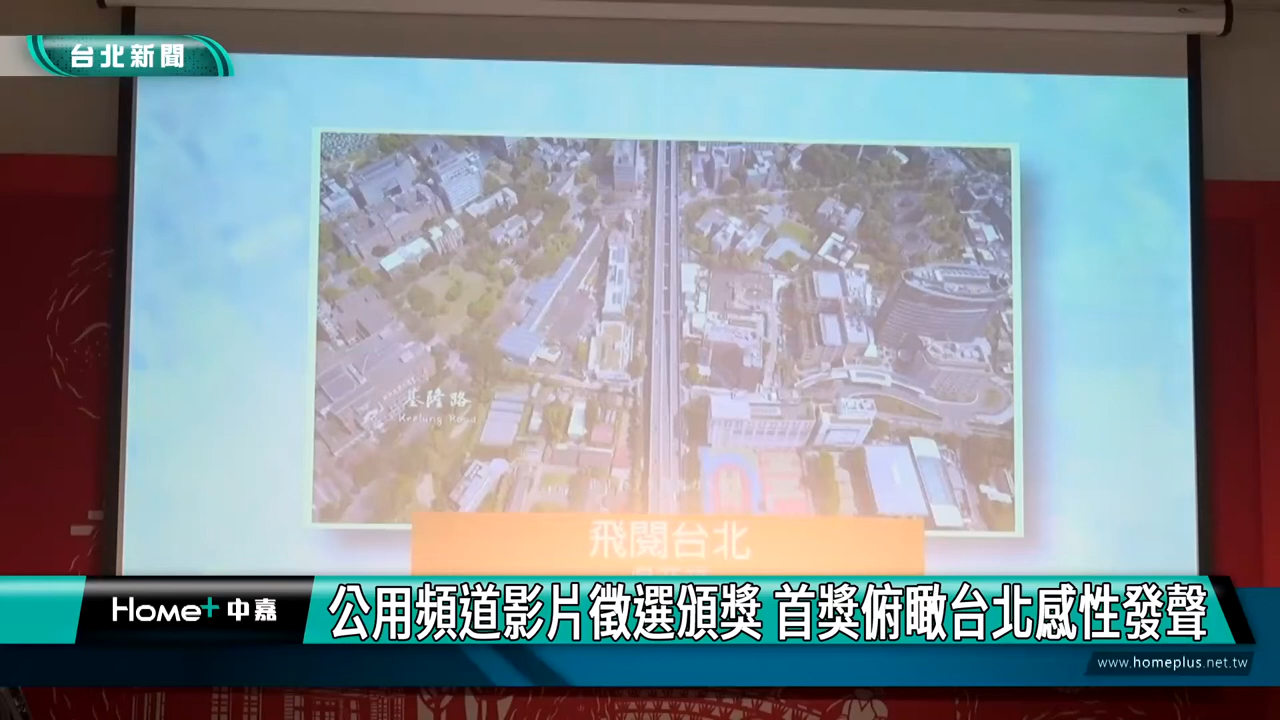 台北新聞
基隆路
Keelung Road
飛閱台北
Home+ 中嘉
公用頻道影片徵選頒獎 首獎俯瞰台北感性發聲
www.homeplus.net.tw